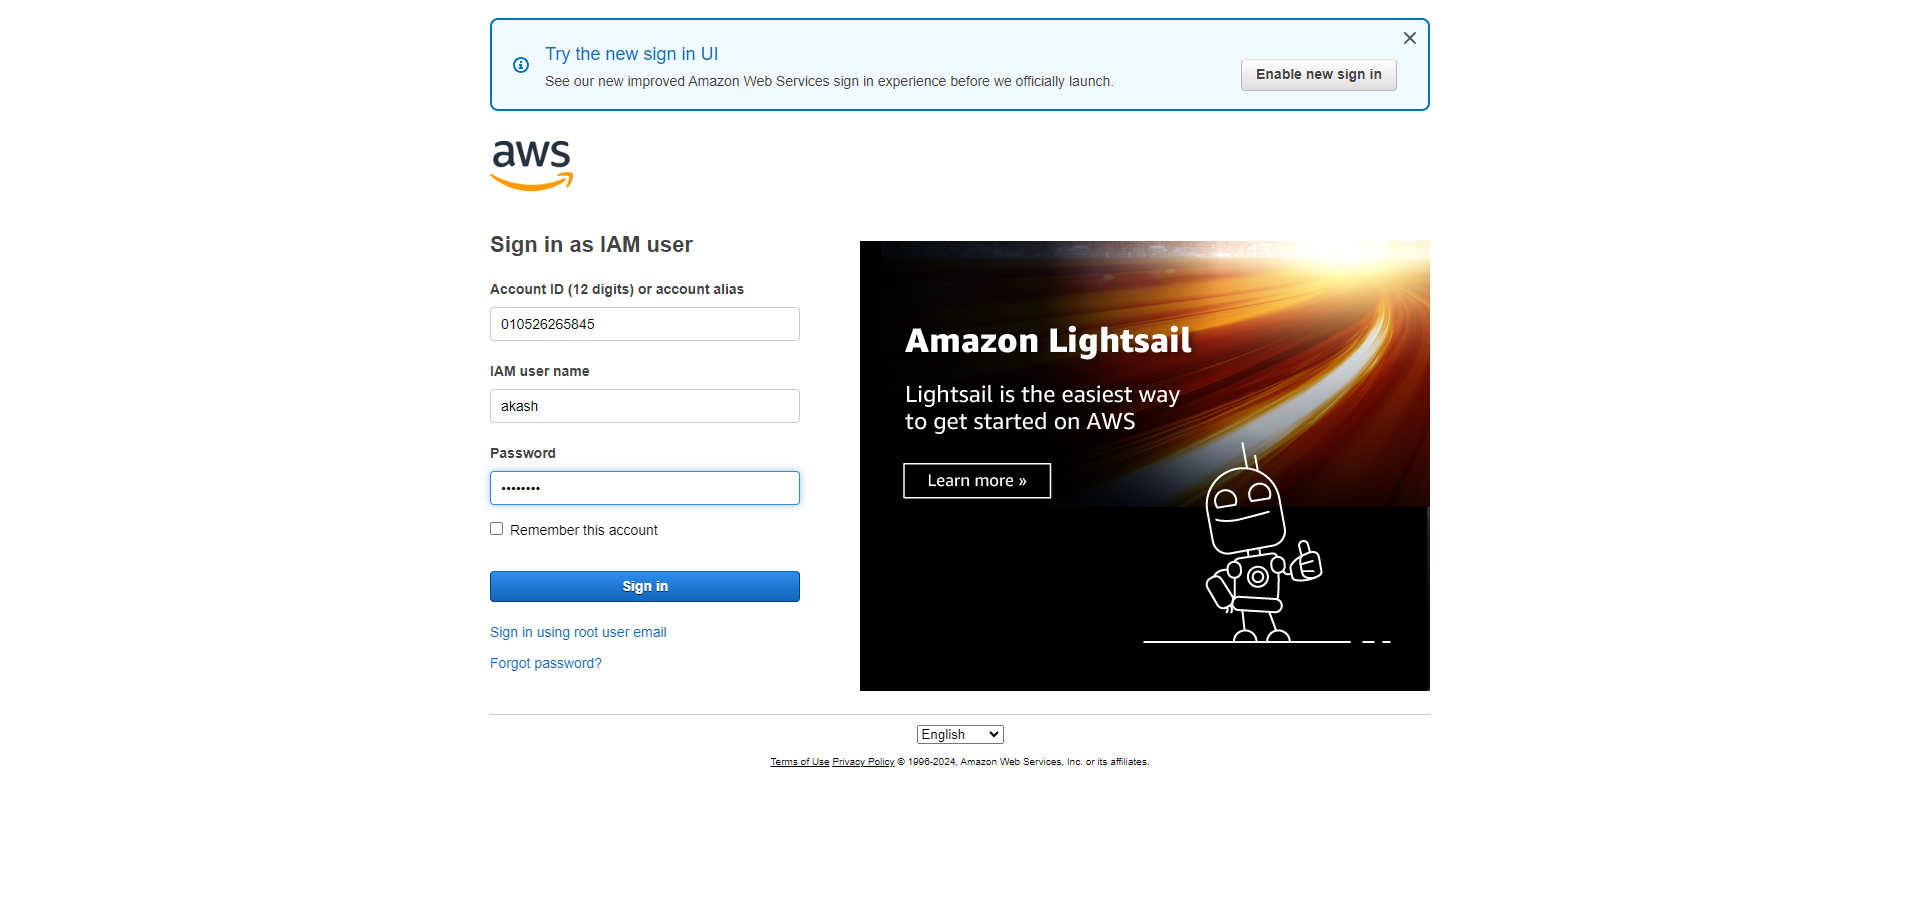 Try the new sign in UI
See our new improved Amazon Web Services sign in experience before we officially launch.
Enable new sign in
aws
Sign in as IAM user
Account ID (12 digits) or account alias
010526265845
IAM user name
akash
Password
••••••••
Remember this account
Sign in
Sign in using root user email
Forgot password?
Amazon Lightsail
Lightsail is the easiest way
to get started on AWS
Learn more »
English
Terms of Use Privacy Policy © 1996-2024, Amazon Web Services, Inc. or its affiliates.